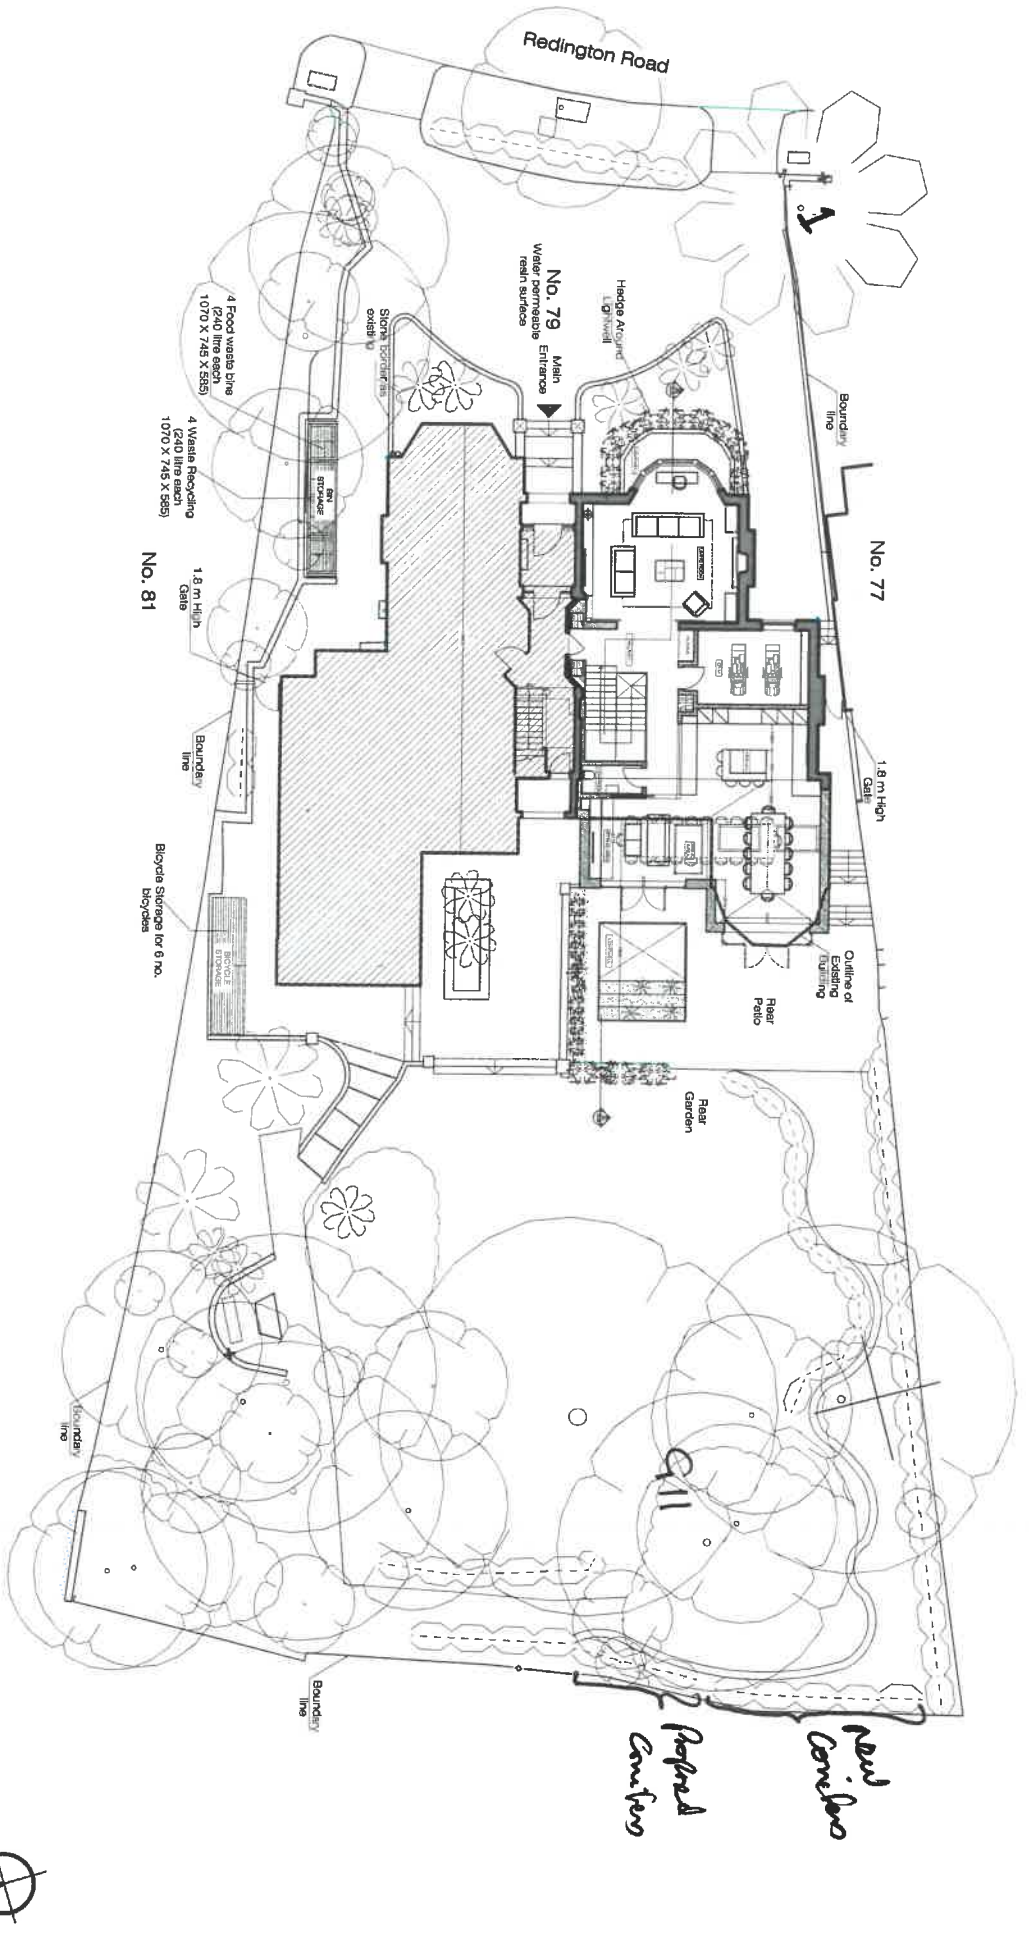 Redington Road
1
No. 79
Water permeable
resin surface
Main
Entrance
Hedge Around
Lightwell
Stone border as
existing
Boundary
line
No. 77
4 Food waste bins
(240 litre each
1070 X 745 X 585)
4 Waste Recycling
(240 litre each
1070 X 745 X 585)
BIN
STORAGE
No. 81
1.8 m High
Gate
1.8 m High
Gate
Boundary
line
Bicycle Storage for 6 no.
bicycles
BICYCLE
STORAGE
Outline of
Existing
Building
Rear
Patio
Rear
Garden
G11
Boundary
line
Boundary
line
New
Conifers
Proposed
Conifers